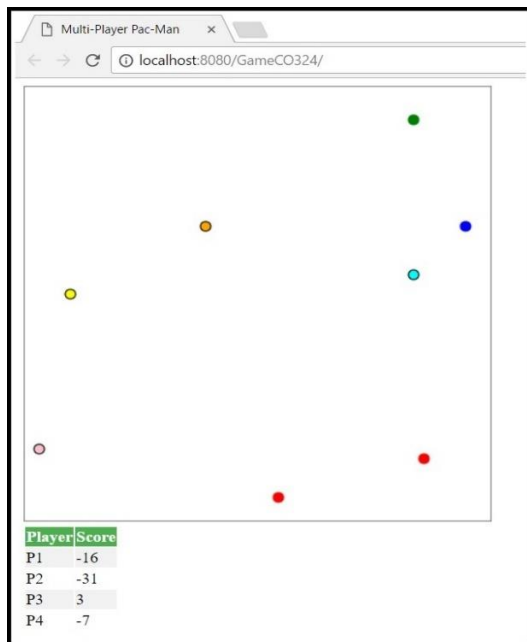 Multi-Player Pac-Man
localhost:8080/GameCO324/
Player Score
P1 -16
P2 -31
P3 3
P4 -7